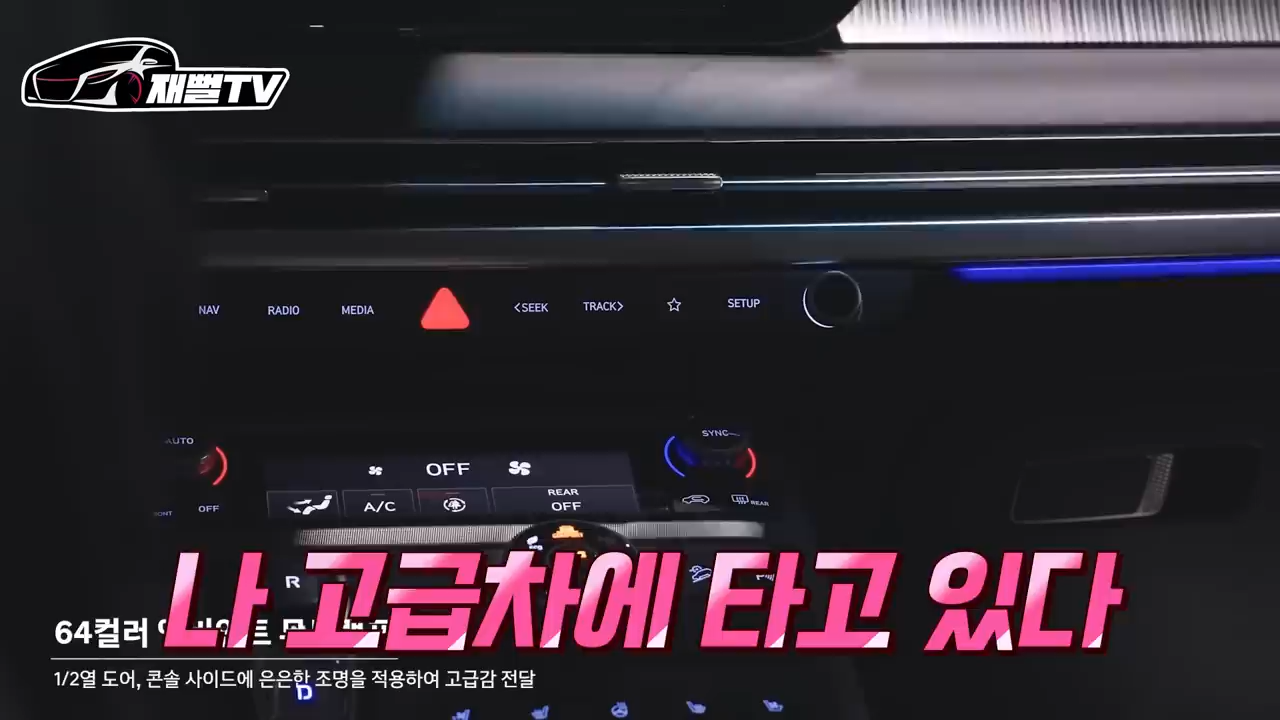 재뻘TV
NAV RADIO MEDIA <SEEK TRACK> SETUP
AUTO SYNC
OFF
A/C REAR OFF
OFF REAR
R
나 고급차에 타고 있다
64컬러
1/2열 도어, 콘솔 사이드에 은은한 조명을 적용하여 고급감 전달
D